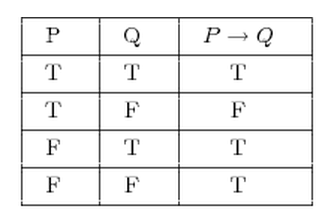 P Q P → Q
T T T
T F F
F T T
F F T